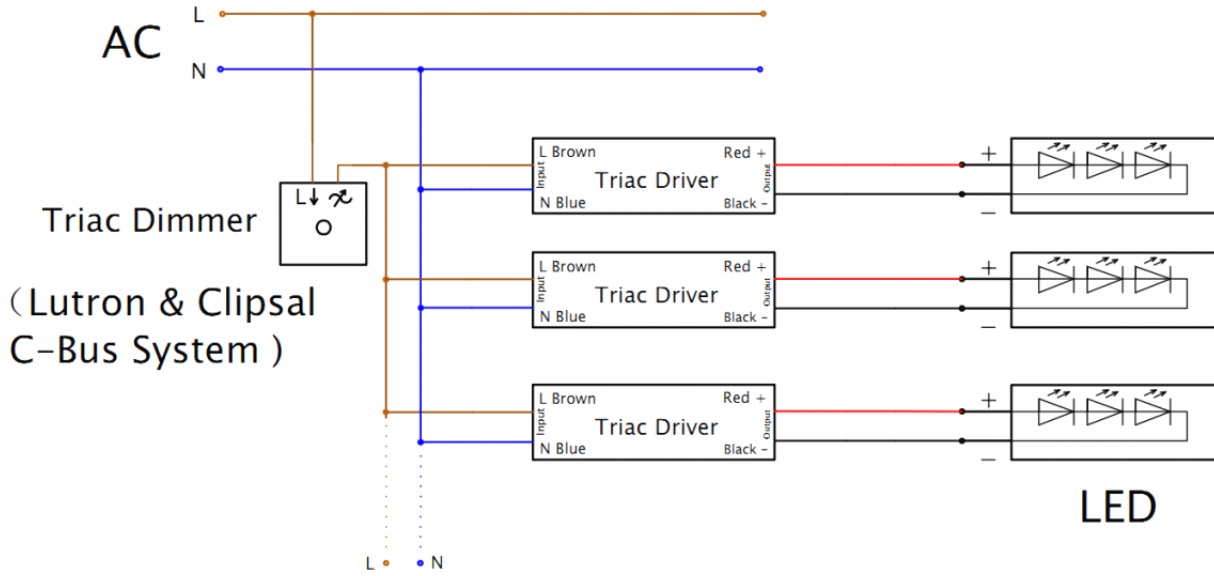 L
AC
N
L Brown
Red +
Input
Triac Driver
Output
N Blue
Black -
+
-
L
Triac Dimmer
(Lutron & Clipsal
C-Bus System )
L Brown
Red +
Input
Triac Driver
Output
N Blue
Black -
+
-
L Brown
Red +
Input
Triac Driver
Output
N Blue
Black -
+
-
LED
L
N